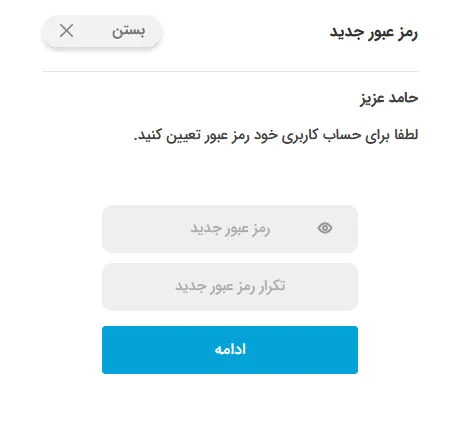 رمز عبور جدید
بستن
حامد عزیز
لطفا برای حساب کاربری خود رمز عبور تعیین کنید.
رمز عبور جدید
تکرار رمز عبور جدید
ادامه